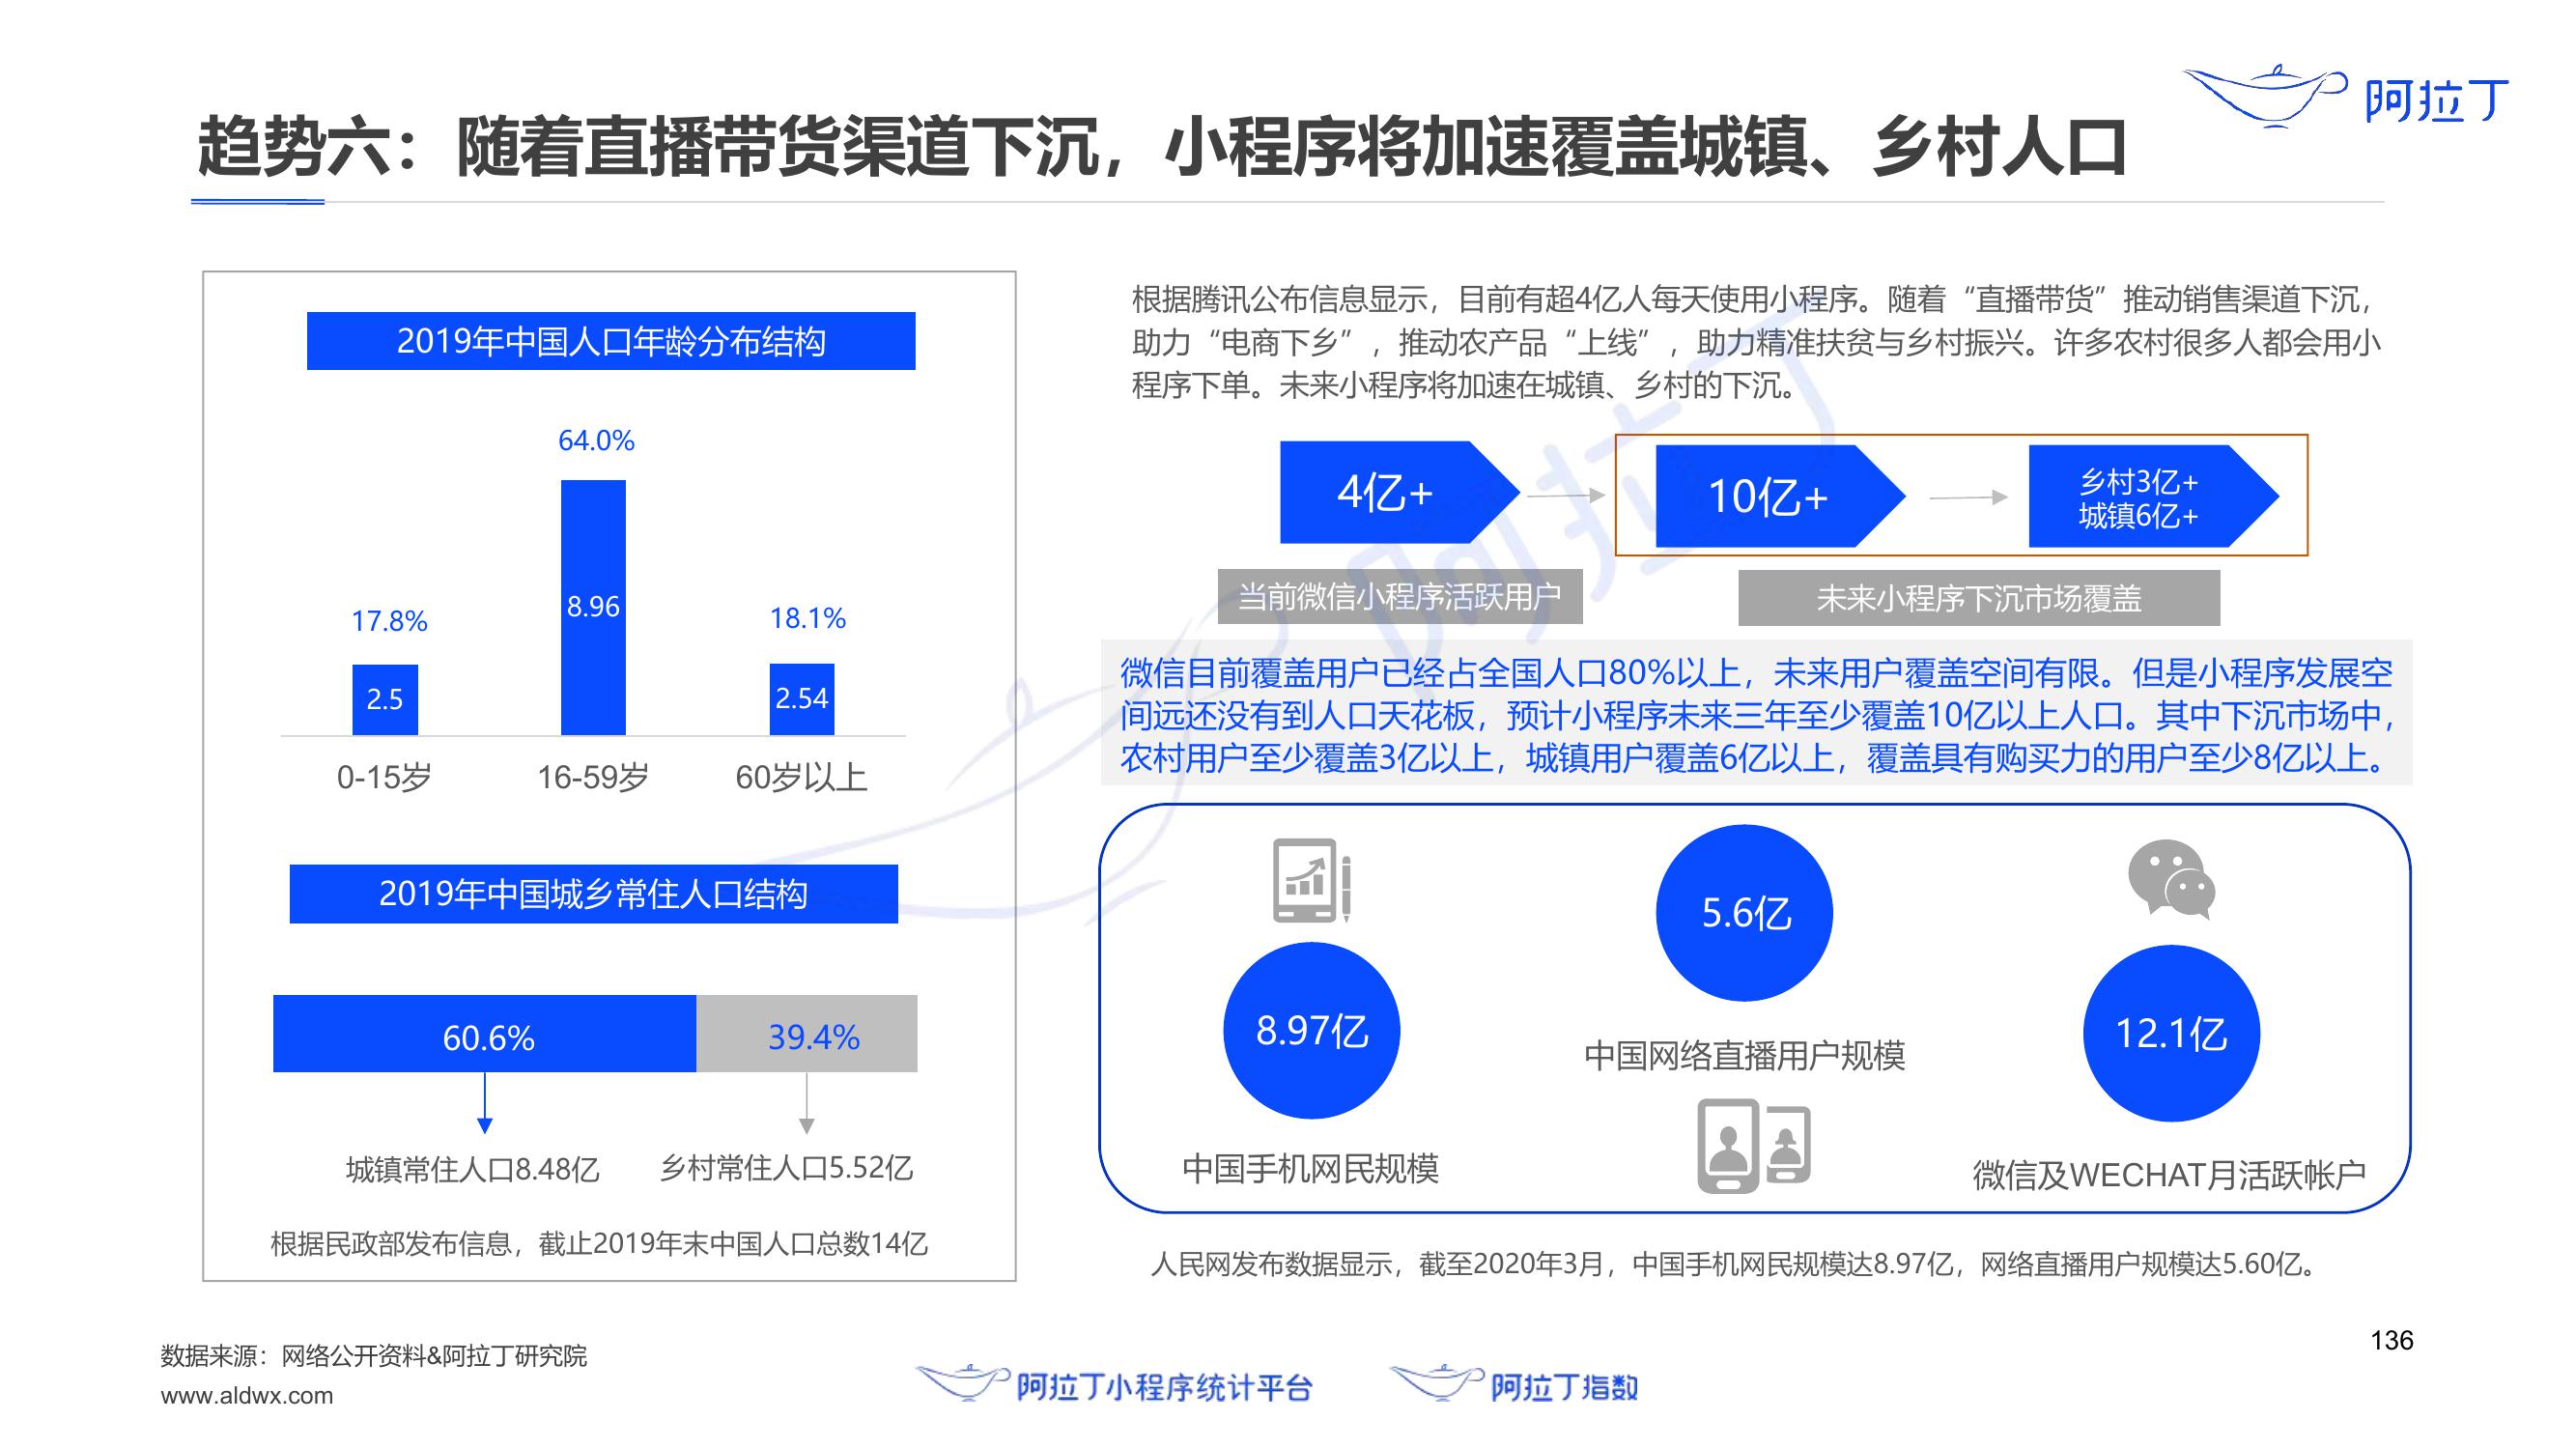 阿拉丁
趋势六：随着直播带货渠道下沉，小程序将加速覆盖城镇、乡村人口
2019年中国人口年龄分布结构
64.0%
17.8%
18.1%
8.96
2.5
2.54
0-15岁
16-59岁
60岁以上
2019年中国城乡常住人口结构
60.6%
39.4%
城镇常住人口8.48亿
乡村常住人口5.52亿
根据民政部发布信息，截止2019年末中国人口总数14亿
根据腾讯公布信息显示，目前有超4亿人每天使用小程序。随着“直播带货”推动销售渠道下沉，
助力“电商下乡”，推动农产品“上线”，助力精准扶贫与乡村振兴。许多农村很多人都会用小
程序下单。未来小程序将加速在城镇、乡村的下沉。
4亿+
10亿+
乡村3亿+
城镇6亿+
当前微信小程序活跃用户
未来小程序下沉市场覆盖
阿拉丁
微信目前覆盖用户已经占全国人口80%以上，未来用户覆盖空间有限。但是小程序发展空
间远还没有到人口天花板，预计小程序未来三年至少覆盖10亿以上人口。其中下沉市场中，
农村用户至少覆盖3亿以上，城镇用户覆盖6亿以上，覆盖具有购买力的用户至少8亿以上。
8.97亿
中国手机网民规模
5.6亿
中国网络直播用户规模
12.1亿
微信及WECHAT月活跃帐户
人民网发布数据显示，截至2020年3月，中国手机网民规模达8.97亿，网络直播用户规模达5.60亿。
数据来源：网络公开资料&阿拉丁研究院
www.aldwx.com
阿拉丁小程序统计平台
阿拉丁指数
136